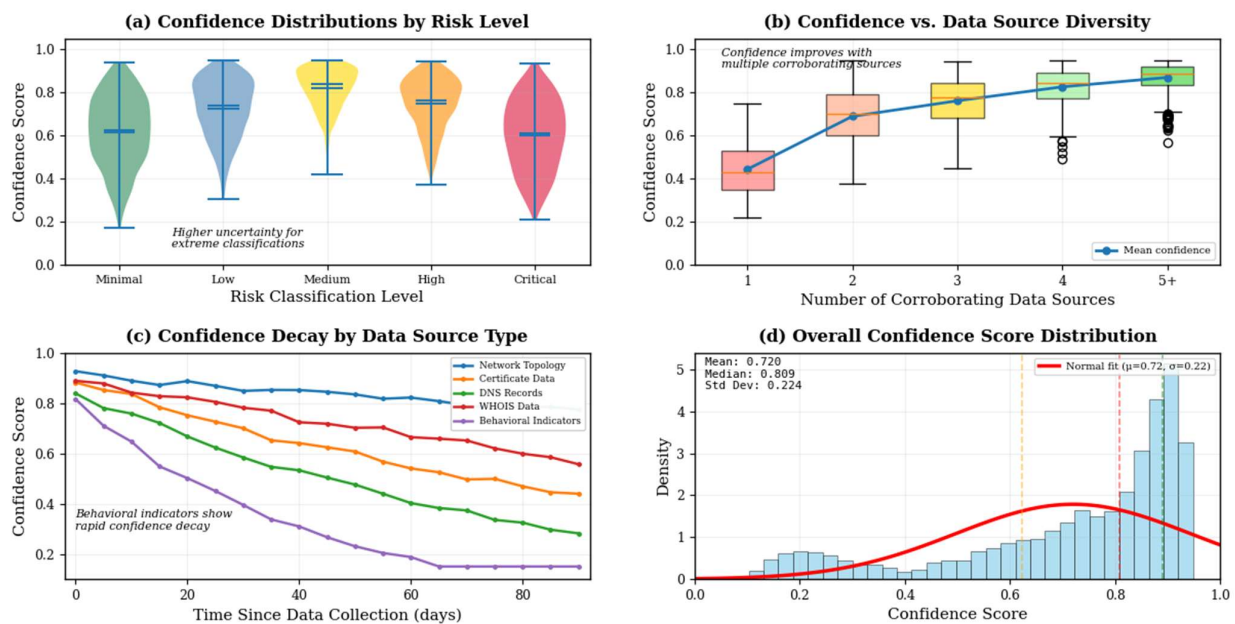 (a) Confidence Distributions by Risk Level
Confidence Score
1.0
0.8
0.6
0.4
0.2
0.0
Higher uncertainty for
extreme classifications
Minimal
Low
Medium
High
Critical
Risk Classification Level
(b) Confidence vs. Data Source Diversity
Confidence Score
1.0
0.8
0.6
0.4
0.2
0.0
Confidence improves with
multiple corroborating sources
Mean confidence
1
2
3
4
5+
Number of Corroborating Data Sources
(c) Confidence Decay by Data Source Type
Confidence Score
1.0
0.8
0.6
0.4
0.2
Network Topology
Certificate Data
DNS Records
WHOIS Data
Behavioral Indicators
Behavioral indicators show
rapid confidence decay
0
20
40
60
80
Time Since Data Collection (days)
(d) Overall Confidence Score Distribution
Density
5
4
3
2
1
0
Mean: 0.720
Median: 0.809
Std Dev: 0.224
Normal fit (μ=0.72, σ=0.22)
0.0
0.2
0.4
0.6
0.8
1.0
Confidence Score